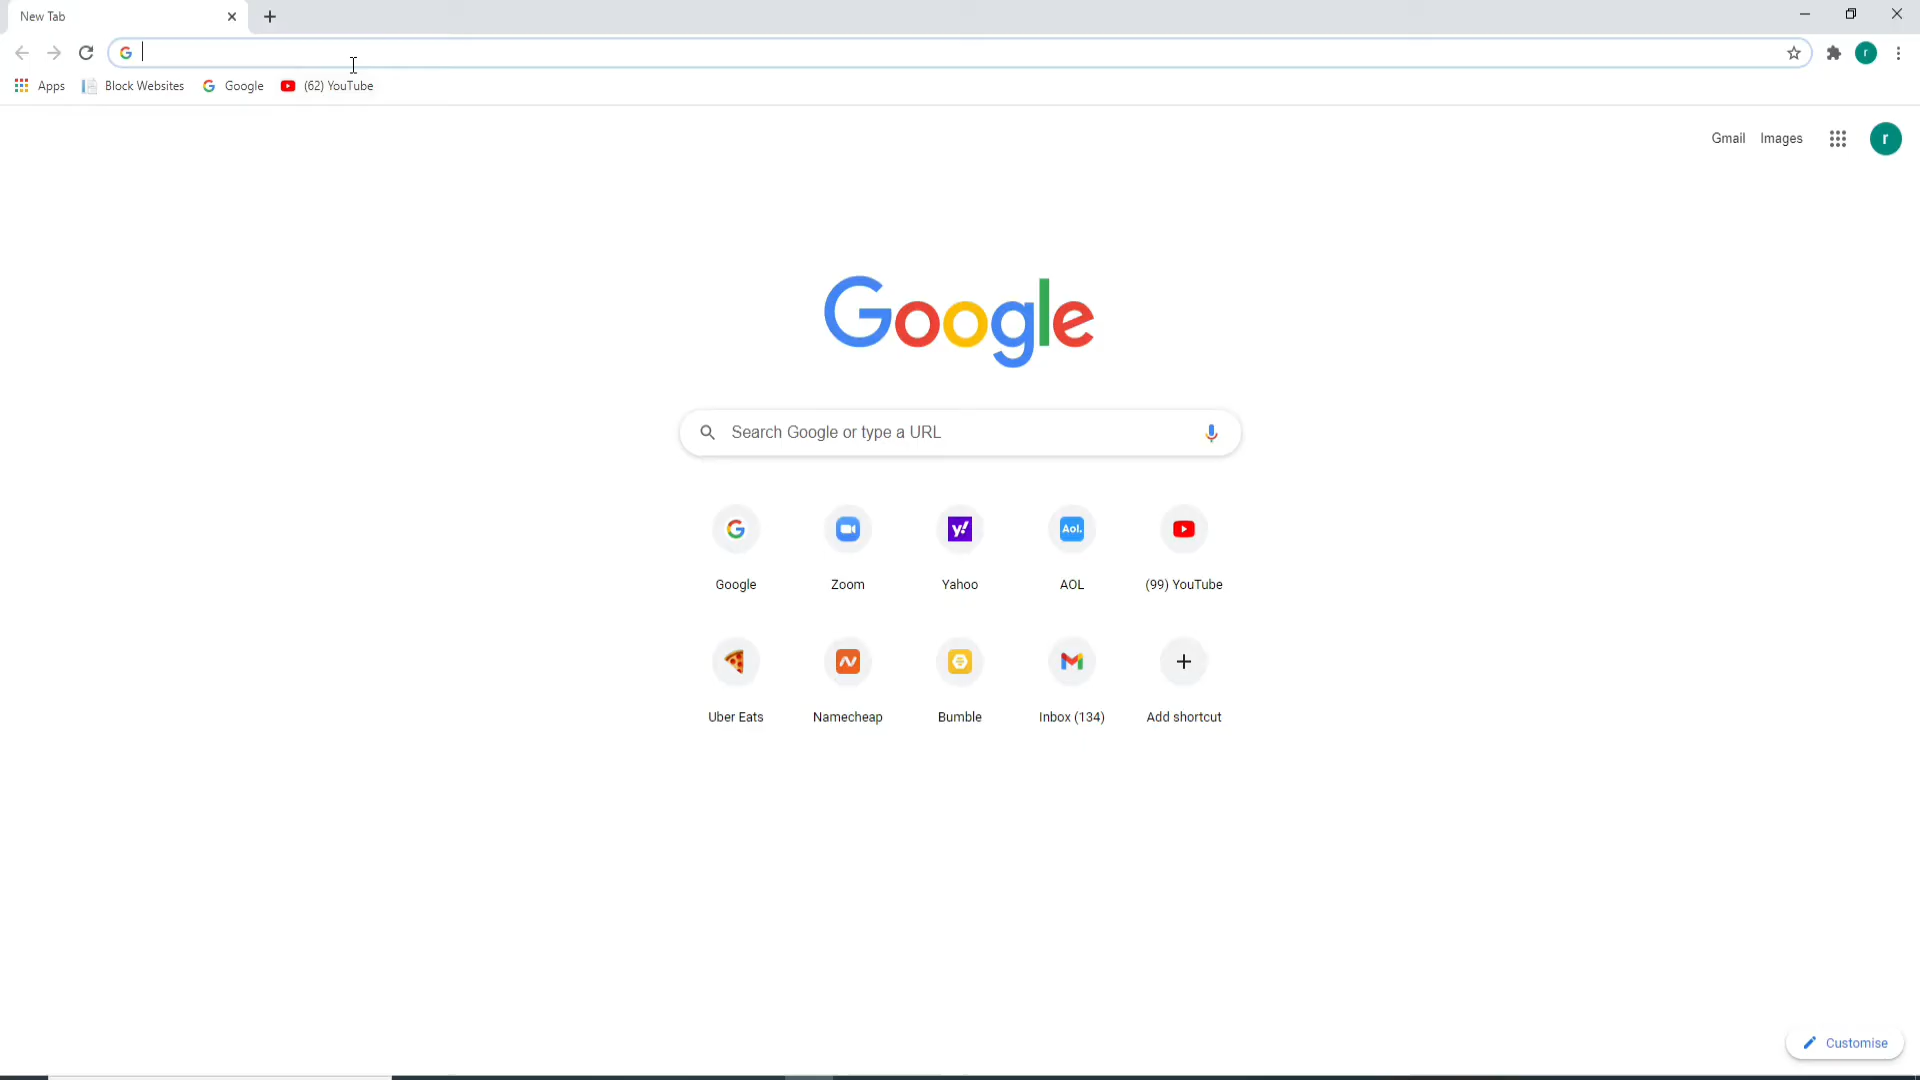 New Tab
Apps Block Websites Google (62) YouTube
Gmail Images r
Google
Search Google or type a URL
Google Zoom Yahoo AOL (99) YouTube
Uber Eats Namecheap Bumble Inbox (134) Add shortcut
Customise